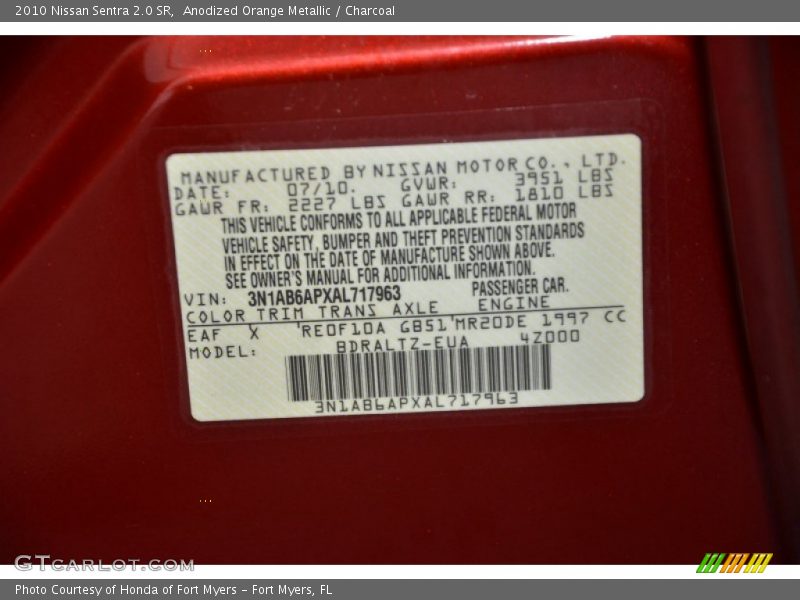 2010 Nissan Sentra 2.0 SR, Anodized Orange Metallic / Charcoal
MANUFACTURED BY NISSAN MOTOR CO., LTD.
DATE: 07/10. GVWR: 3951 LBS
GAWR FR: 2227 LBS GAWR RR: 1810 LBS
THIS VEHICLE CONFORMS TO ALL APPLICABLE FEDERAL MOTOR
VEHICLE SAFETY, BUMPER AND THEFT PREVENTION STANDARDS
IN EFFECT ON THE DATE OF MANUFACTURE SHOWN ABOVE.
SEE OWNER'S MANUAL FOR ADDITIONAL INFORMATION.
VIN: 3N1AB6APXAL717963 PASSENGER CAR.
COLOR TRIM TRANS AXLE ENGINE
EAF X 'RE0F10A GB51'MR20DE 1997 CC
MODEL: BDRALTZ-EUA 4Z000
3N1AB6APXAL717963
GTCARLOT.COM
Photo Courtesy of Honda of Fort Myers - Fort Myers, FL